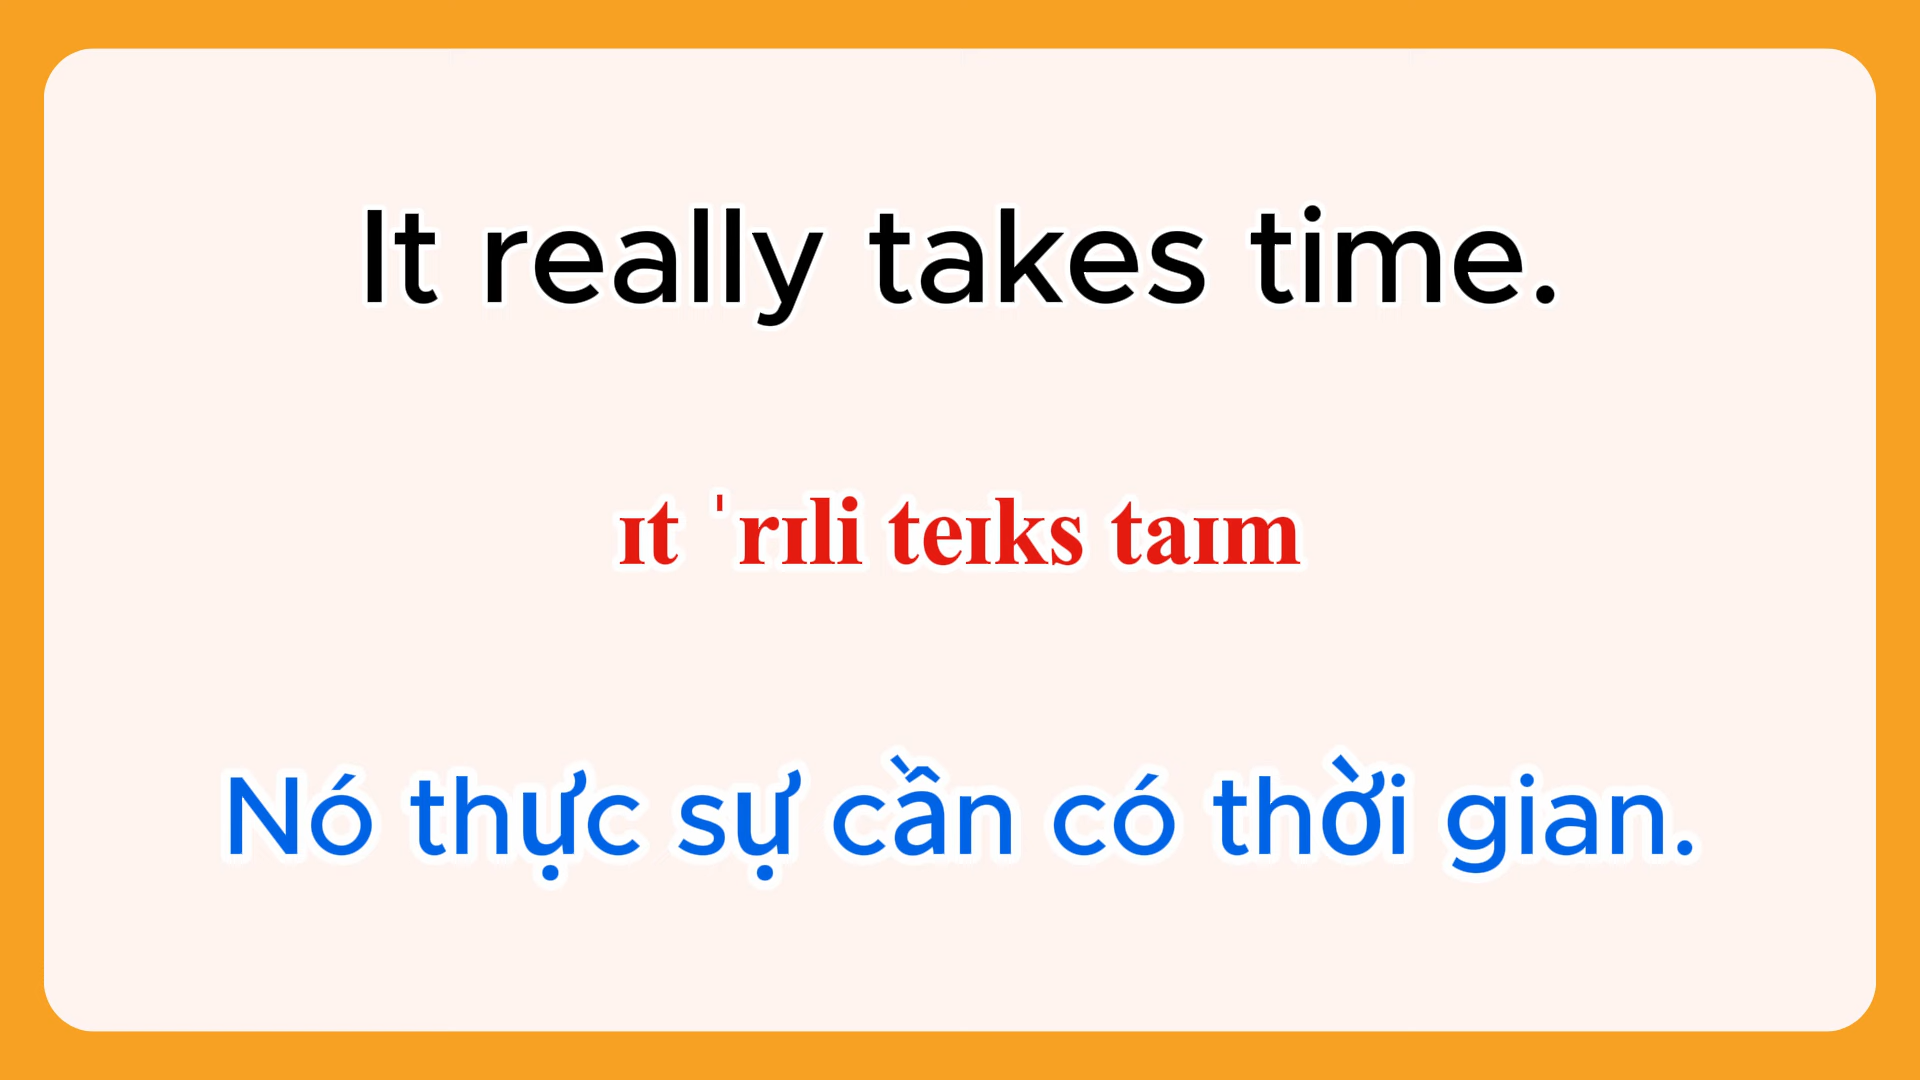 It really takes time.
ɪt ˈrɪli teɪks taɪm
Nó thực sự cần có thời gian.